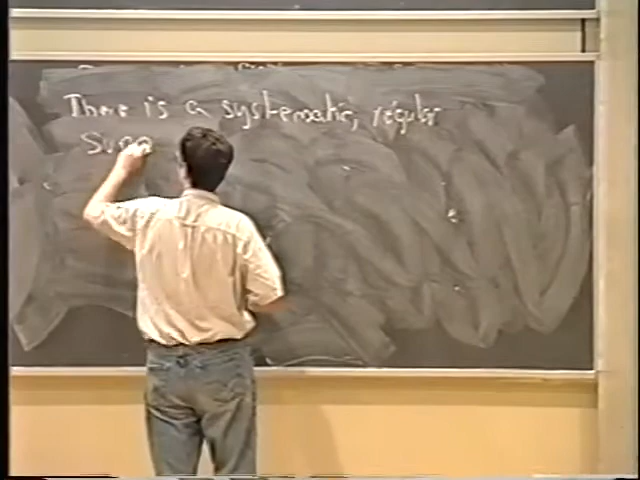 There is a systematic, regular
Supp